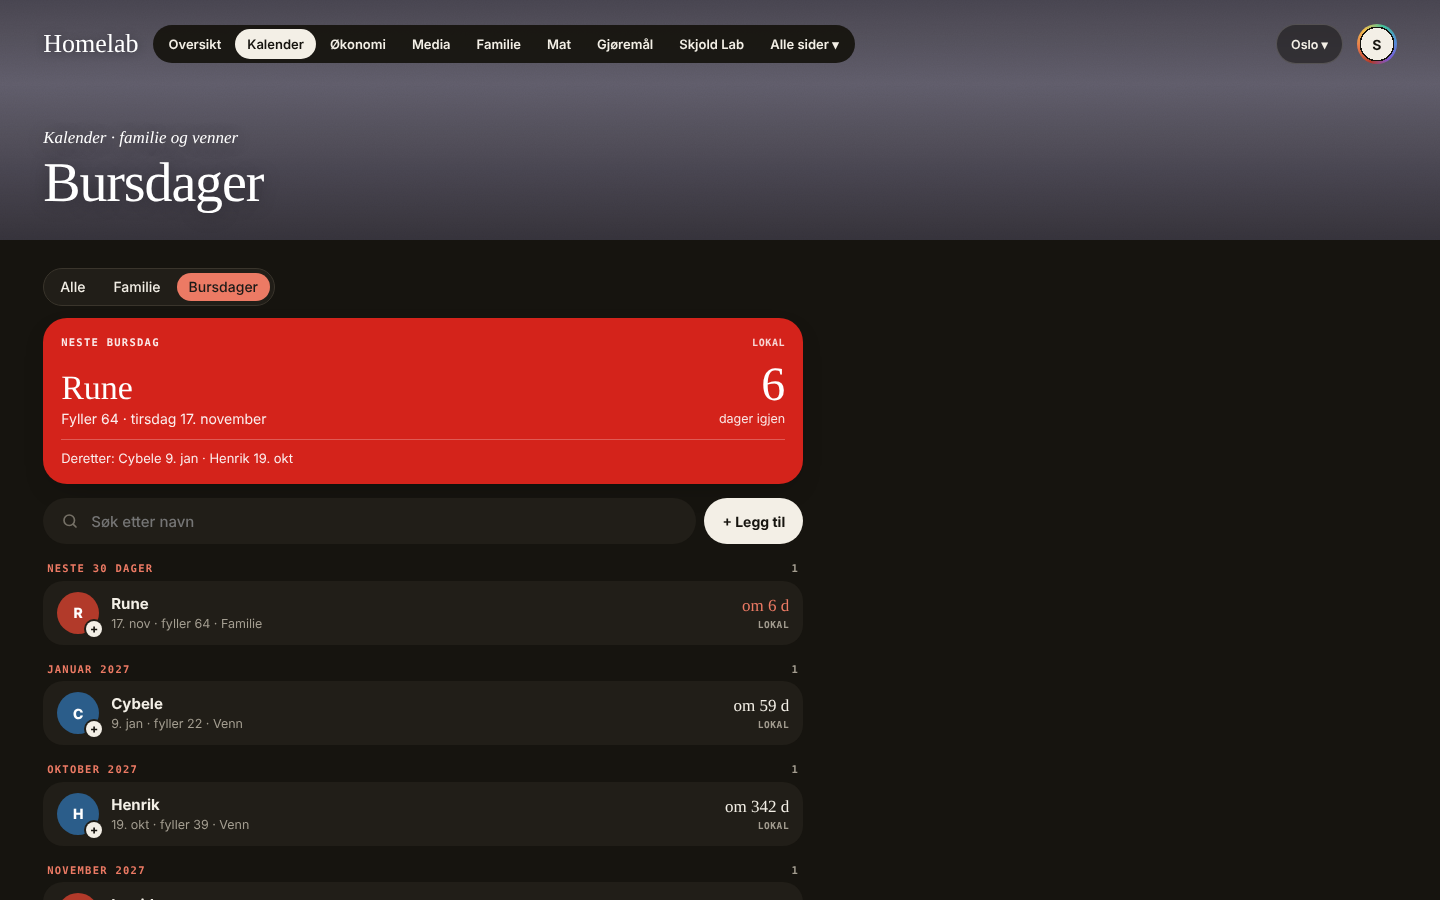 Homelab
Oversikt Kalender Økonomi Media Familie Mat Gjøremål Skjold Lab Alle sider ▾
Oslo ▾
S
Kalender · familie og venner
Bursdager
Alle Familie Bursdager
NESTE BURSDAG LOKAL
Rune 6
Fyller 64 · tirsdag 17. november dager igjen
Deretter: Cybele 9. jan · Henrik 19. okt
Søk etter navn
+ Legg til
NESTE 30 DAGER 1
R
+
Rune om 6 d
17. nov · fyller 64 · Familie LOKAL
JANUAR 2027 1
C
+
Cybele om 59 d
9. jan · fyller 22 · Venn LOKAL
OKTOBER 2027 1
H
+
Henrik om 342 d
19. okt · fyller 39 · Venn LOKAL
NOVEMBER 2027 1